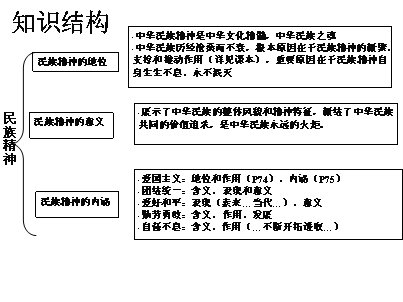 知识结构
民族精神
民族精神的地位
·中华民族精神是中华文化精髓，中华民族之魂
·中华民族历经沧桑而不衰，根本原因在于民族精神的凝聚，
支撑和推动作用（详见课本），重要原因在于民族精神自
身生生不息，永不泯灭
民族精神的意义
·展示了中华民族的整体风貌和精神特征，凝结了中华民族
共同的价值追求，是中华民族永远的火炬。
民族精神的内涵
·爱国主义：地位和作用（P74），内涵（P75）
·团结统一：含义，表现和意义
·爱好和平：表现（素来…当代…），意义
·勤劳勇敢：含义，作用，发展
·自强不息：含义，作用（…不断开拓进取…）